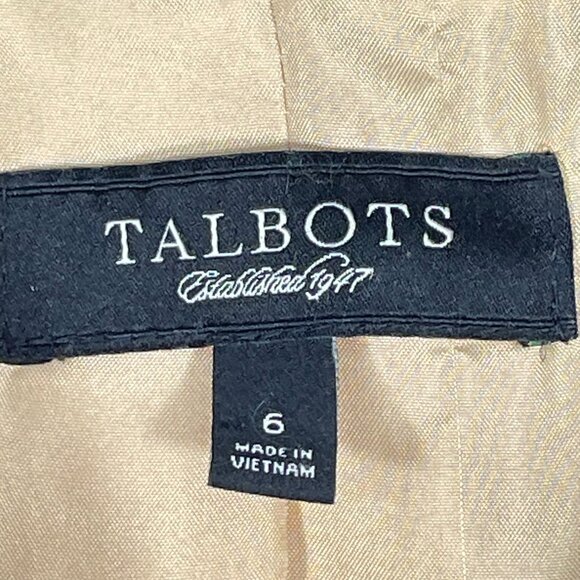 TALBOTS
Established 1947
6
MADE IN
VIETNAM